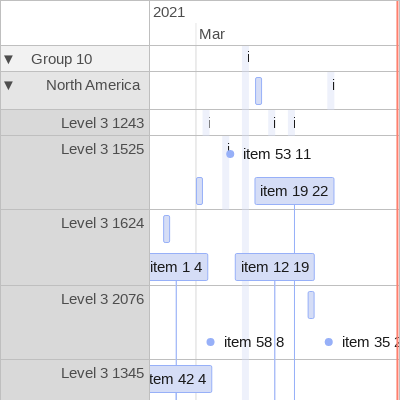 2021
Mar
▼ Group 10
i
▼ North America
i
Level 3 1243
i i i
Level 3 1525
i
item 53 11
item 19 22
Level 3 1624
item 1 4
item 12 19
Level 3 2076
item 58 8
item 35
Level 3 1345
tem 42 4